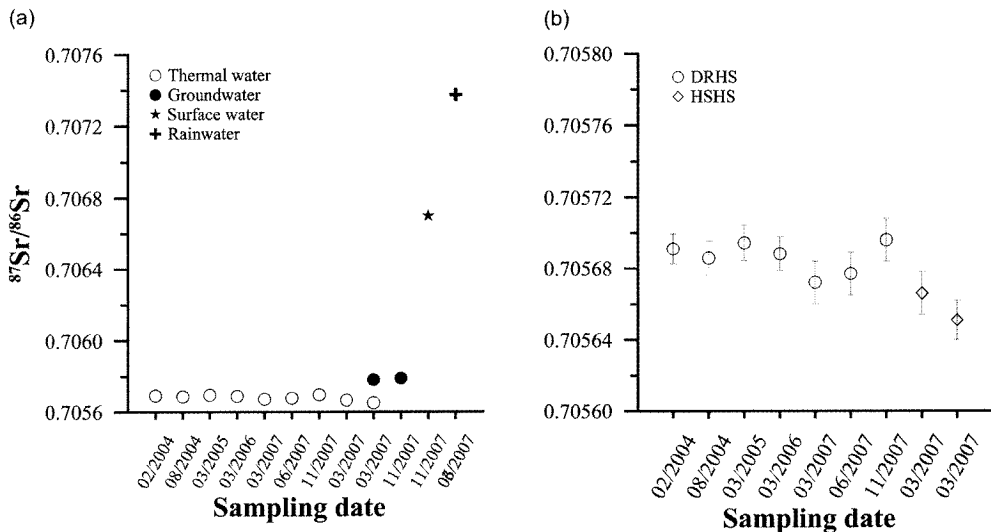 (a)
0.7076
0.7072
0.7068
0.7064
0.7060
0.7056
⁸⁷Sr/⁸⁶Sr
Thermal water
Groundwater
Surface water
Rainwater
02/2004
08/2004
03/2005
03/2006
03/2007
06/2007
11/2007
03/2007
03/2007
11/2007
11/2007
Sampling date
(b)
0.70580
0.70576
0.70572
0.70568
0.70564
0.70560
DRHS
HSHS
02/2004
08/2004
03/2005
03/2006
03/2007
06/2007
11/2007
03/2007
03/2007
Sampling date